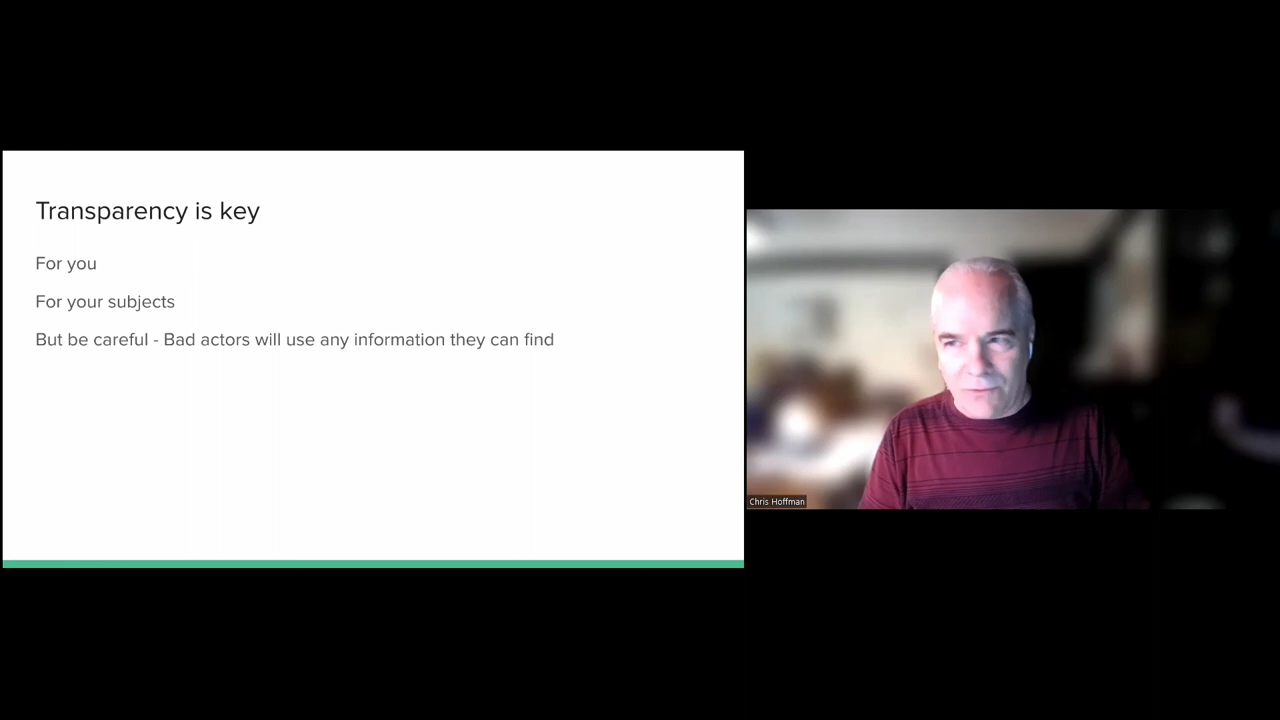 Transparency is key
For you
For your subjects
But be careful - Bad actors will use any information they can find
Chris Hoffman